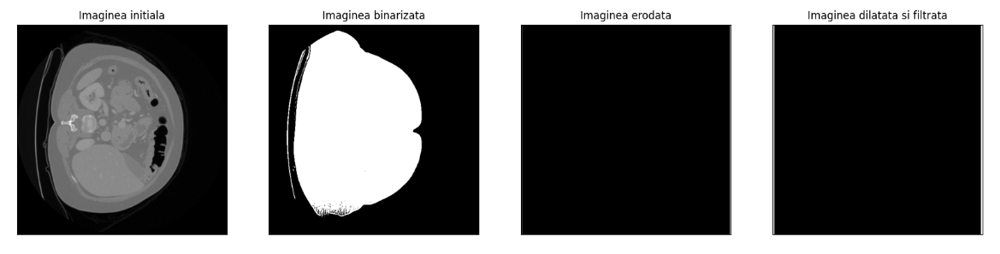 Imaginea initiala
Imaginea binarizata
Imaginea erodata
Imaginea dilatata si filtrata